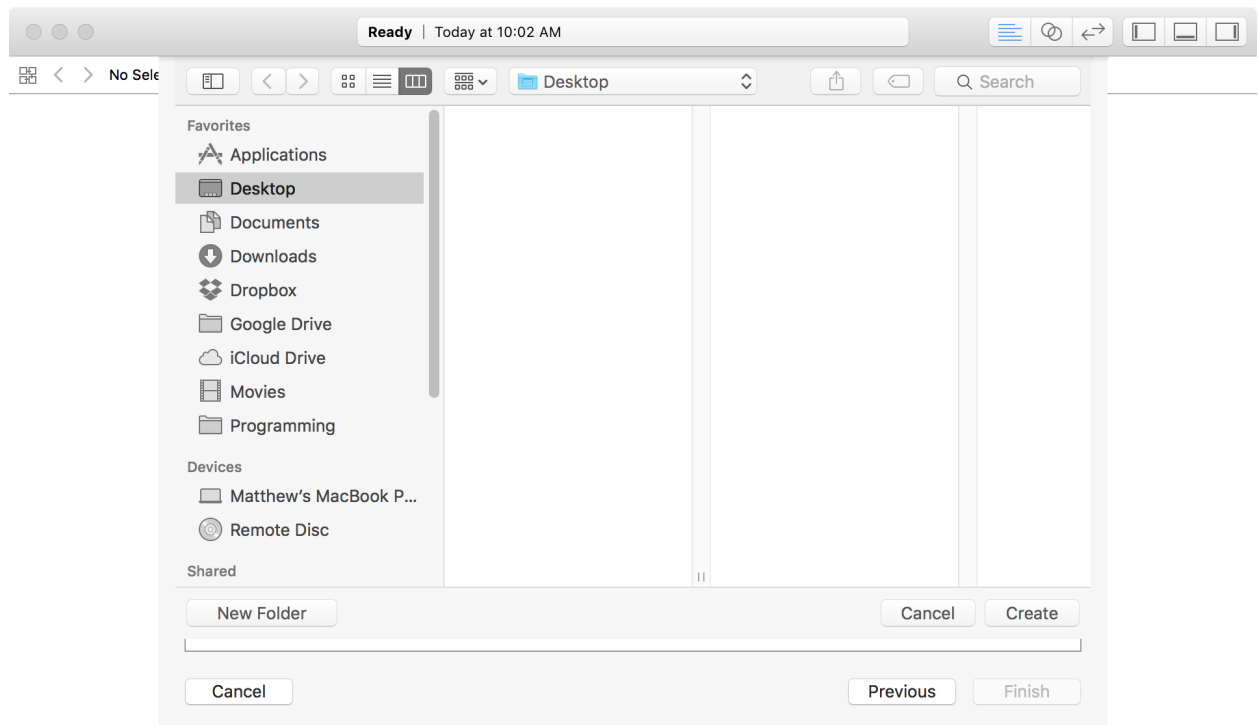 Ready | Today at 10:02 AM
No Sele
Desktop
Search
Favorites
Applications
Desktop
Documents
Downloads
Dropbox
Google Drive
iCloud Drive
Movies
Programming
Devices
Matthew's MacBook P...
Remote Disc
Shared
New Folder
Cancel
Create
Cancel
Previous
Finish